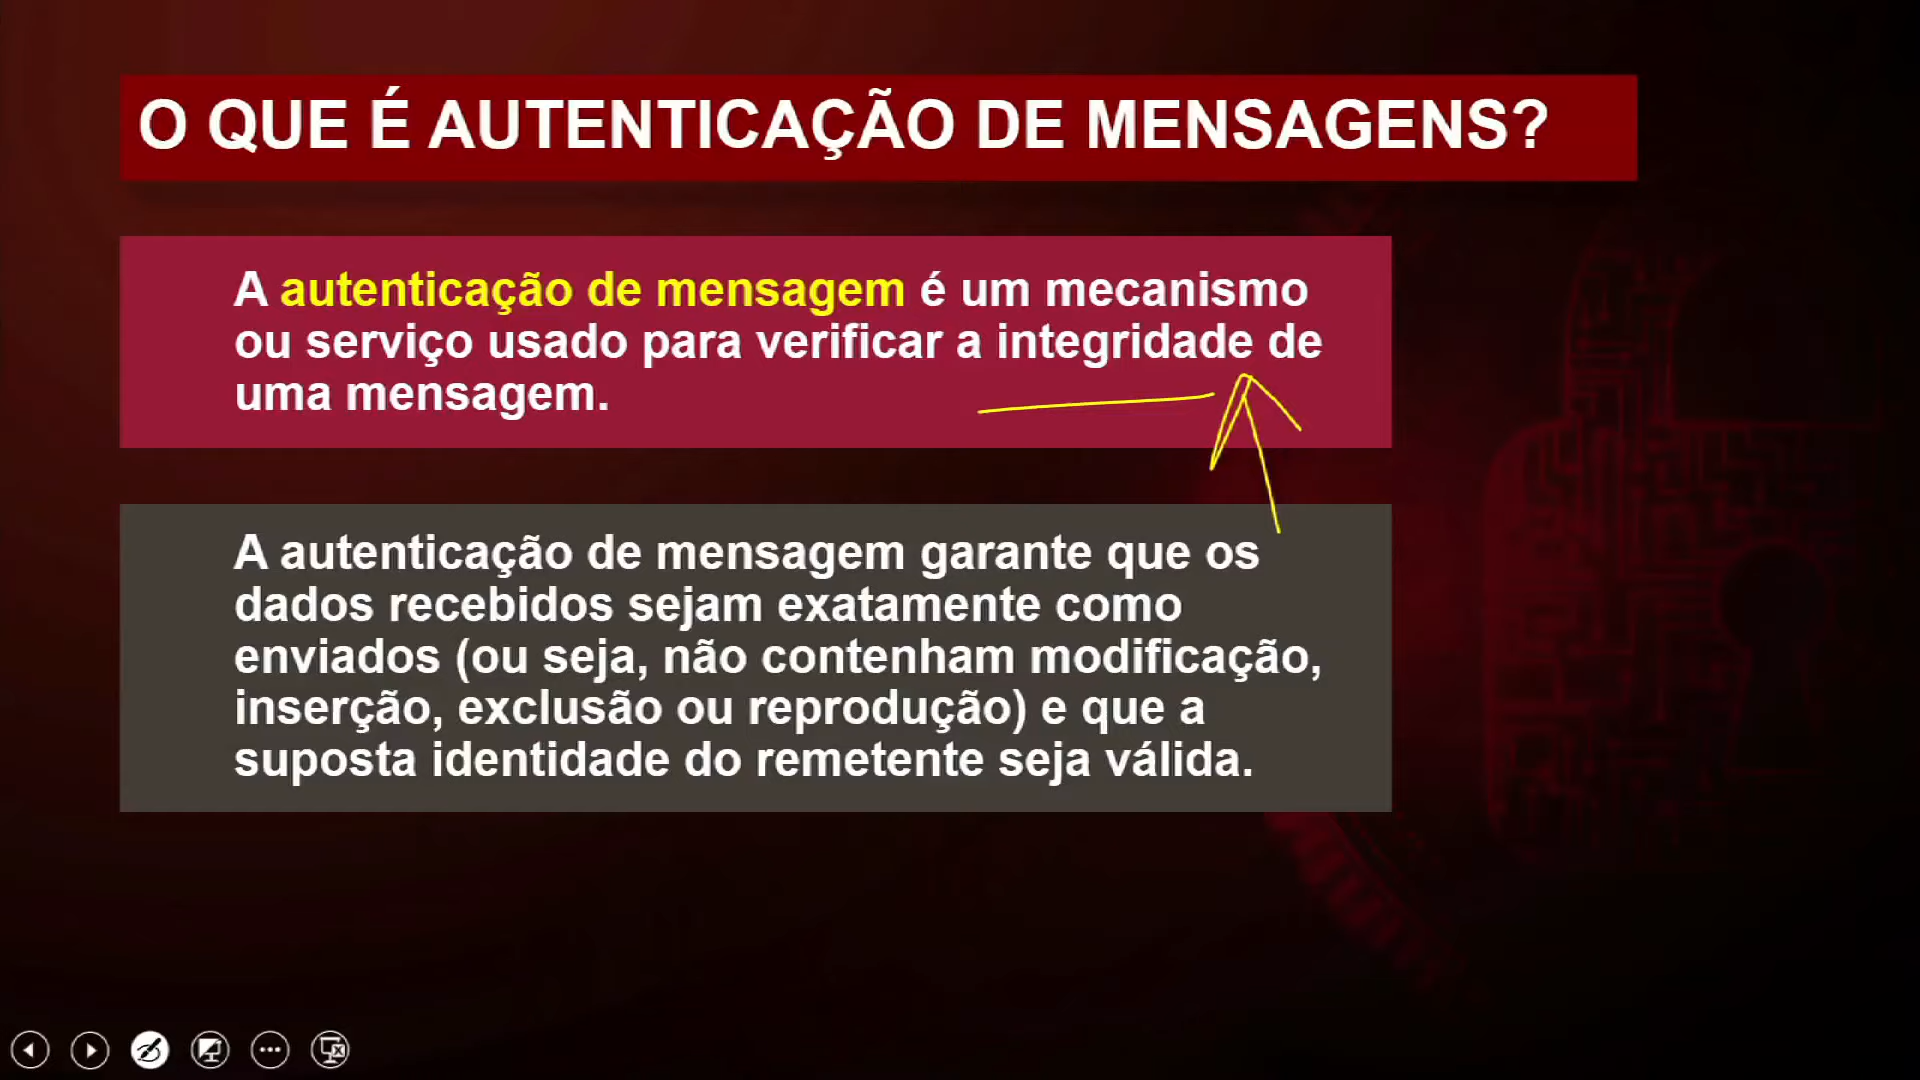 O QUE É AUTENTICAÇÃO DE MENSAGENS?
A autenticação de mensagem é um mecanismo
ou serviço usado para verificar a integridade de
uma mensagem.
A autenticação de mensagem garante que os
dados recebidos sejam exatamente como
enviados (ou seja, não contenham modificação,
inserção, exclusão ou reprodução) e que a
suposta identidade do remetente seja válida.